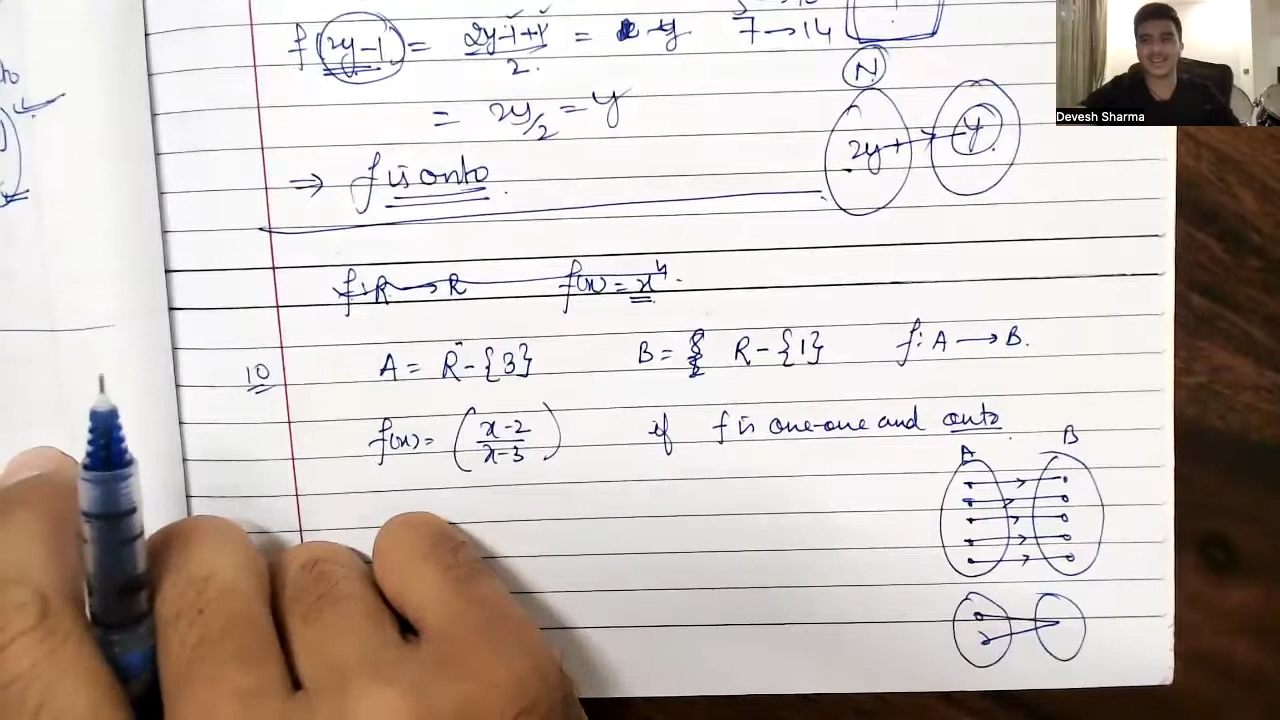 f(2y-1) = 2y-1+1/2 = y 7→14
N
= 2y/2 = y
2y+ y
⇒ f is onto.
f: R → R f(x) = x⁴.
10 A = R-{3} B = R-{1} f: A → B.
f(x) = (x-2/x-3) if f is one-one and onto.
A B
Devesh Sharma